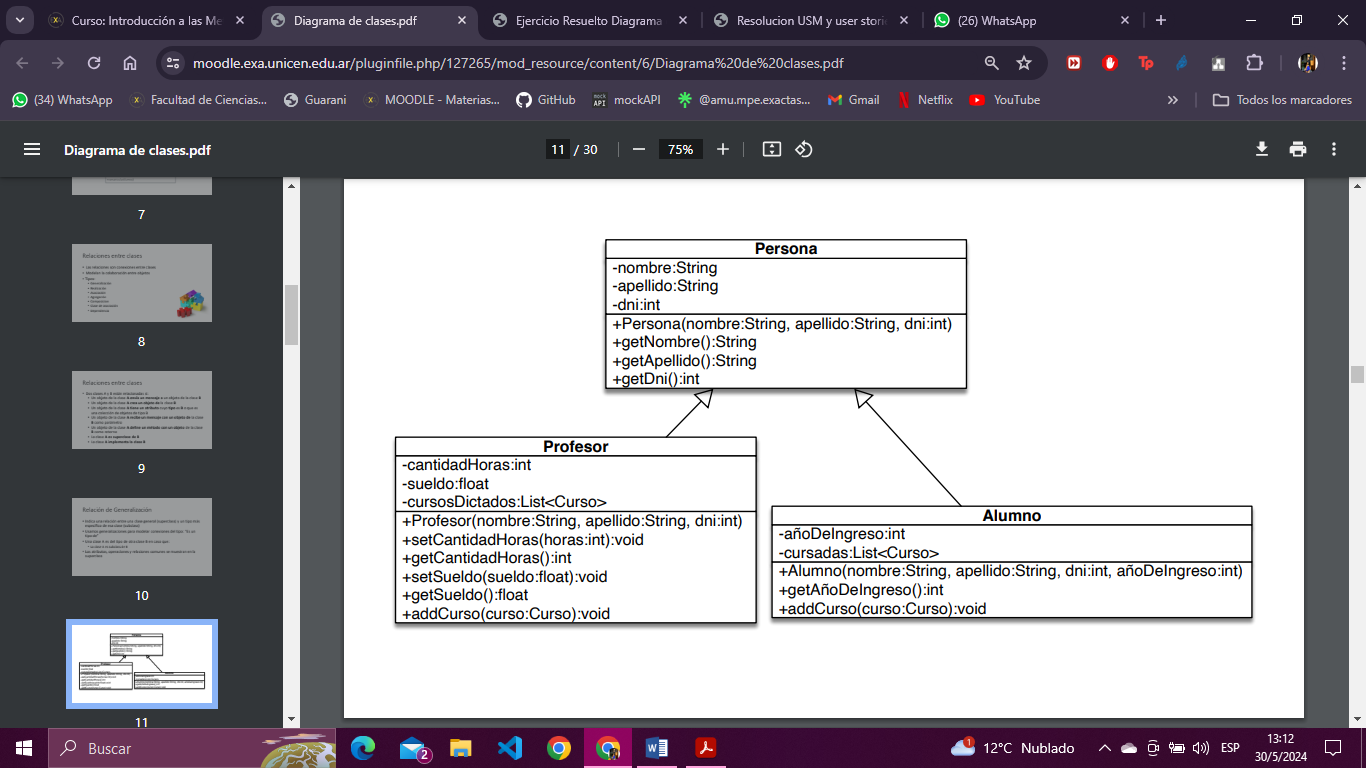 Curso: Introducción a las Me
Diagrama de clases.pdf
Ejercicio Resuelto Diagrama
Resolucion USM y user stori
(26) WhatsApp
moodle.exa.unicen.edu.ar/pluginfile.php/127265/mod_resource/content/6/Diagrama%20de%20clases.pdf
(34) WhatsApp
Facultad de Ciencias...
Guarani
MOODLE - Materias...
GitHub
mock API
mockAPI
@amu.mpe.exactas...
Gmail
Netflix
YouTube
»
Todos los marcadores
Diagrama de clases.pdf
11 / 30
75%
7
Relaciones entre clases
8
Relaciones entre clases
9
Relación de Generalización
10
11
Persona
-nombre:String
-apellido:String
-dni:int
+Persona(nombre:String, apellido:String, dni:int)
+getNombre():String
+getApellido():String
+getDni():int
Profesor
-cantidadHoras:int
-sueldo:float
-cursosDictados:List<Curso>
+Profesor(nombre:String, apellido:String, dni:int)
+setCantidadHoras(horas:int):void
+getCantidadHoras():int
+setSueldo(sueldo:float):void
+getSueldo():float
+addCurso(curso:Curso):void
Alumno
-añoDeIngreso:int
-cursadas:List<Curso>
+Alumno(nombre:String, apellido:String, dni:int, añoDeIngreso:int)
+getAñoDeIngreso():int
+addCurso(curso:Curso):void
Buscar
2
1
12°C Nublado
ESP
13:12
30/5/2024